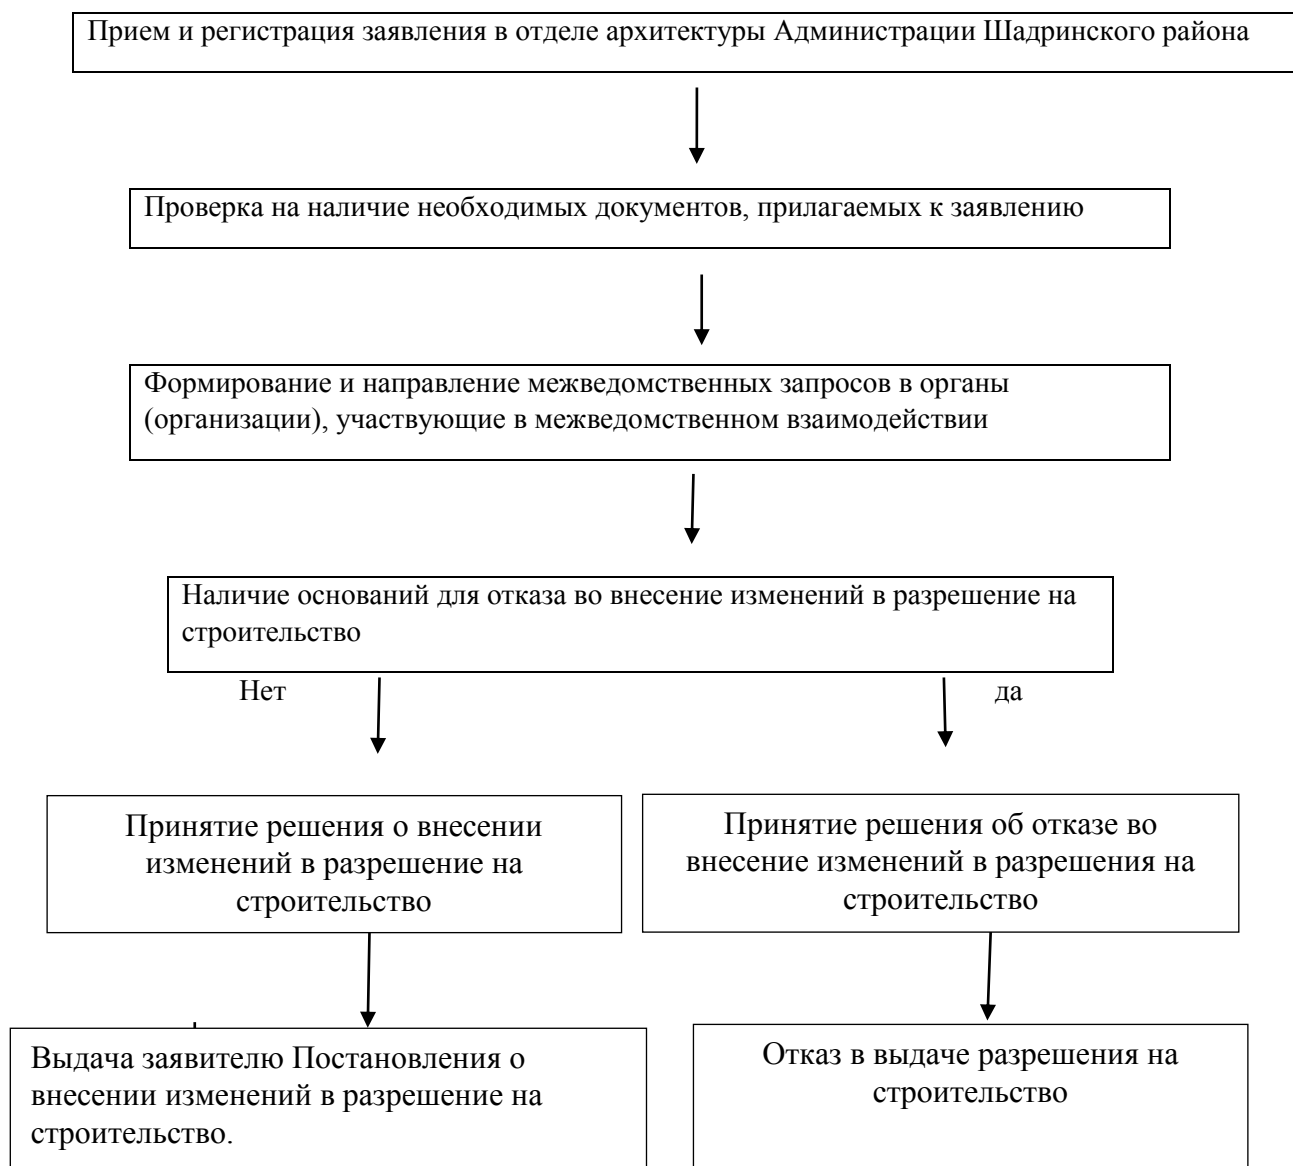 Прием и регистрация заявления в отделе архитектуры Администрации Шадринского района
Проверка на наличие необходимых документов, прилагаемых к заявлению
Формирование и направление межведомственных запросов в органы
(организации), участвующие в межведомственном взаимодействии
Наличие оснований для отказа во внесение изменений в разрешение на
строительство
Нет
да
Принятие решения о внесении
изменений в разрешение на
строительство
Принятие решения об отказе во
внесение изменений в разрешения на
строительство
Выдача заявителю Постановления о
внесении изменений в разрешение на
строительство.
Отказ в выдаче разрешения на
строительство